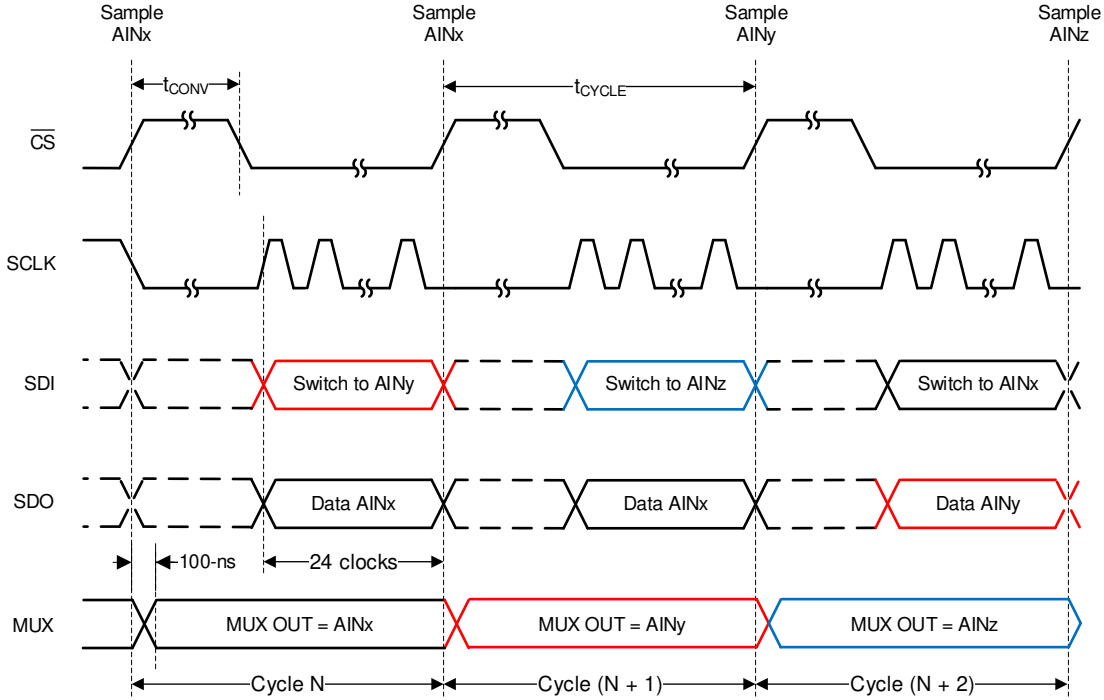 Sample
AINx
Sample
AINx
Sample
AINy
Sample
AINz
tCONV
tCYCLE
CS
SCLK
SDI
Switch to AINy
Switch to AINz
Switch to AINx
SDO
Data AINx
Data AINx
Data AINy
100-ns
24 clocks
MUX
MUX OUT = AINx
MUX OUT = AINy
MUX OUT = AINz
Cycle N
Cycle (N + 1)
Cycle (N + 2)